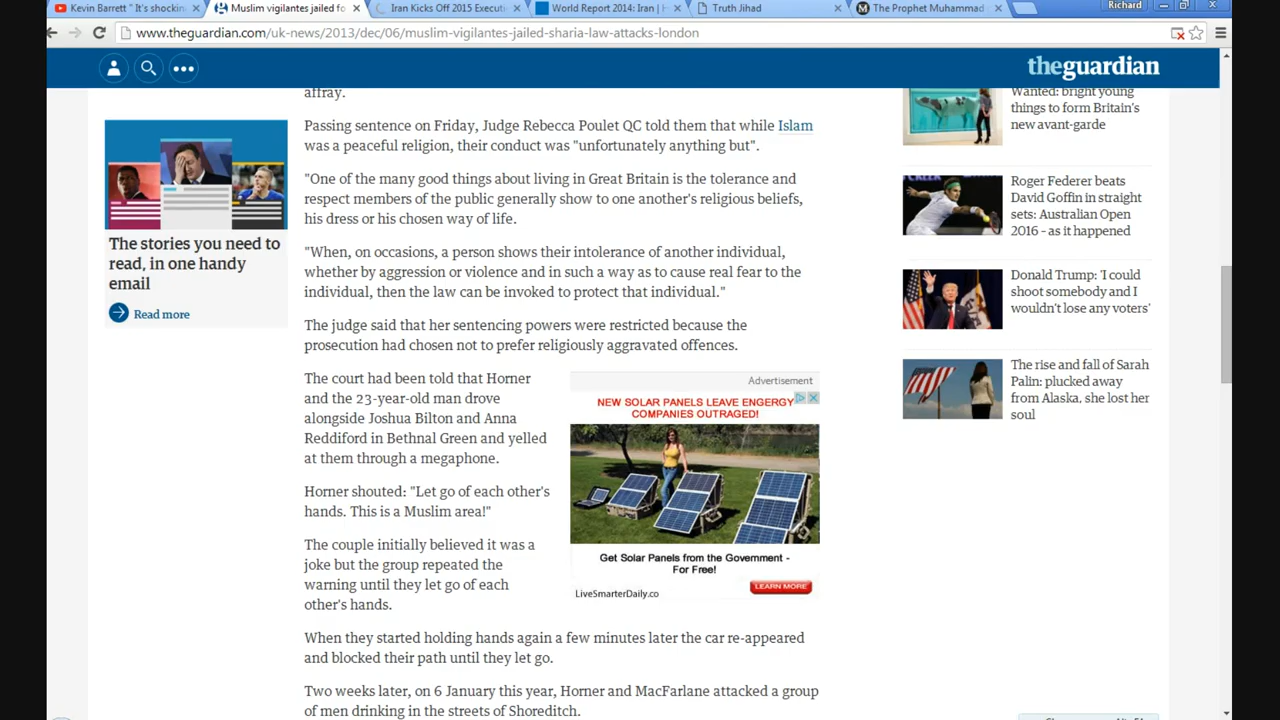 Kevin Barrett " It's shockin
Muslim vigilantes jailed fo
Iran Kicks Off 2015 Executi
World Report 2014: Iran | H
Truth Jihad
The Prophet Muhammad
Richard
www.theguardian.com/uk-news/2013/dec/06/muslim-vigilantes-jailed-sharia-law-attacks-london
theguardian
affray.
Passing sentence on Friday, Judge Rebecca Poulet QC told them that while Islam
was a peaceful religion, their conduct was "unfortunately anything but".
"One of the many good things about living in Great Britain is the tolerance and
respect members of the public generally show to one another's religious beliefs,
his dress or his chosen way of life.
"When, on occasions, a person shows their intolerance of another individual,
whether by aggression or violence and in such a way as to cause real fear to the
individual, then the law can be invoked to protect that individual."
The judge said that her sentencing powers were restricted because the
prosecution had chosen not to prefer religiously aggravated offences.
The court had been told that Horner
and the 23-year-old man drove
alongside Joshua Bilton and Anna
Reddiford in Bethnal Green and yelled
at them through a megaphone.
Horner shouted: "Let go of each other's
hands. This is a Muslim area!"
The couple initially believed it was a
joke but the group repeated the
warning until they let go of each
other's hands.
When they started holding hands again a few minutes later the car re-appeared
and blocked their path until they let go.
Two weeks later, on 6 January this year, Horner and MacFarlane attacked a group
of men drinking in the streets of Shoreditch.
The stories you need to
read, in one handy
email
Read more
Advertisement
NEW SOLAR PANELS LEAVE ENGERGY
COMPANIES OUTRAGED!
Get Solar Panels from the Government -
For Free!
LEARN MORE
LiveSmarterDaily.co
Wanted: bright young
things to form Britain's
new avant-garde
Roger Federer beats
David Goffin in straight
sets: Australian Open
2016 – as it happened
Donald Trump: 'I could
shoot somebody and I
wouldn't lose any voters'
The rise and fall of Sarah
Palin: plucked away
from Alaska, she lost her
soul